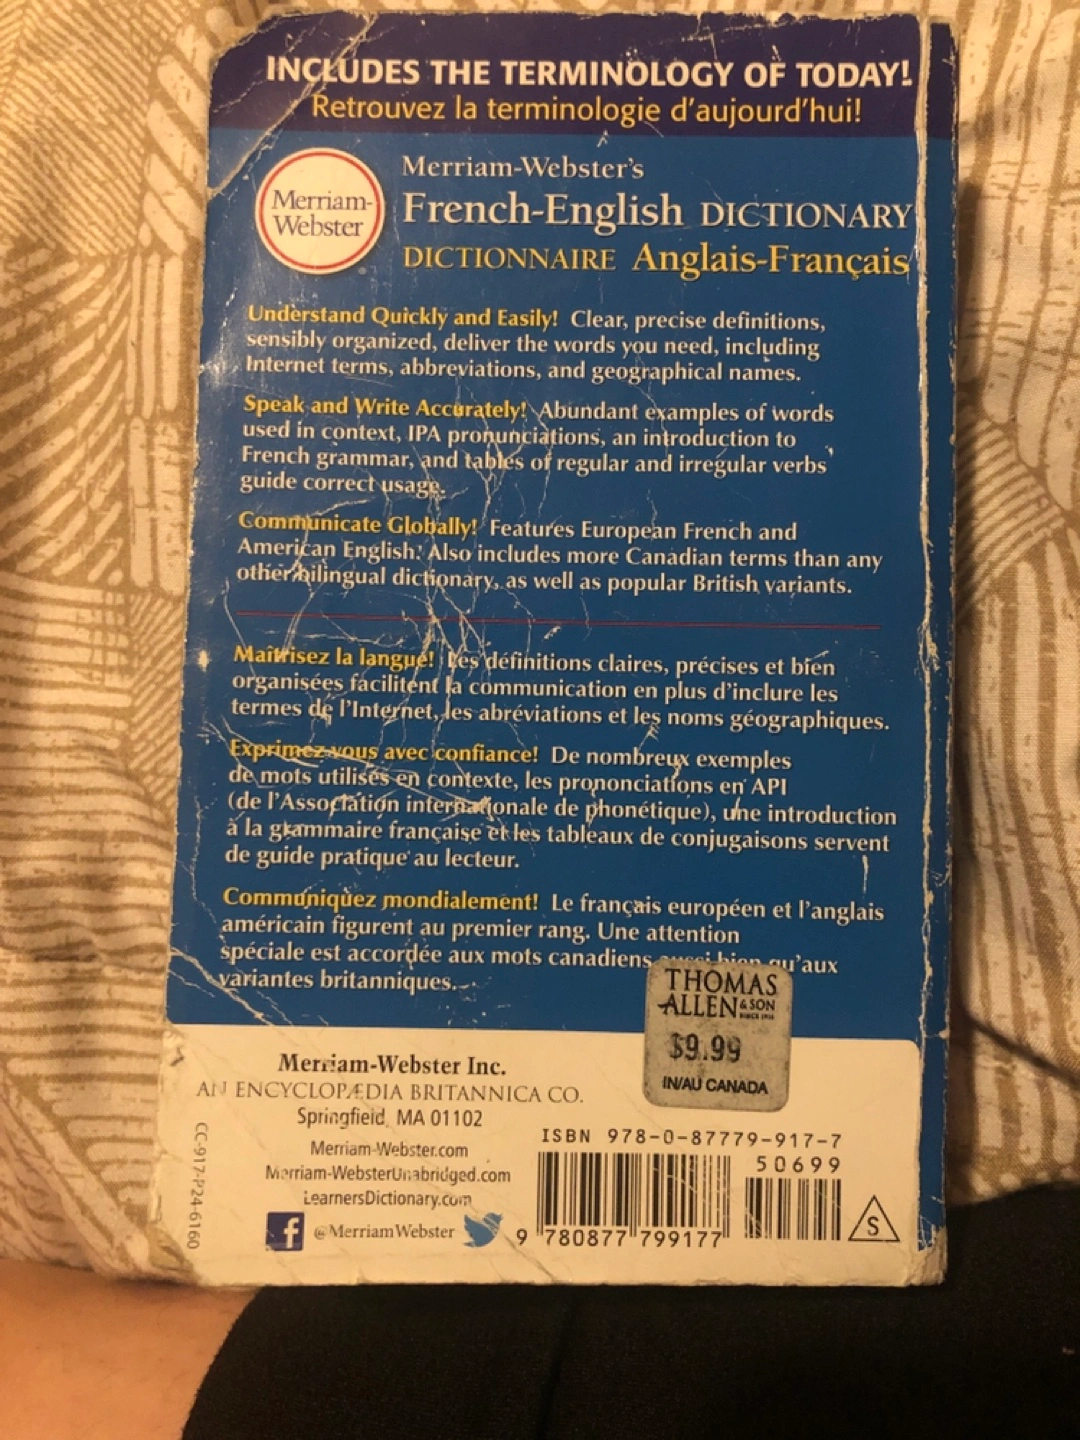 INCLUDES THE TERMINOLOGY OF TODAY!
Retrouvez la terminologie d'aujourd'hui!
Merriam-
Webster
®
Merriam-Webster's
French-English DICTIONARY
DICTIONNAIRE Anglais-Français
Understand Quickly and Easily! Clear, precise definitions,
sensibly organized, deliver the words you need, including
Internet terms, abbreviations, and geographical names.
Speak and Write Accurately! Abundant examples of words
used in context, IPA pronunciations, an introduction to
French grammar, and tables of regular and irregular verbs
guide correct usage.
Communicate Globally! Features European French and
American English. Also includes more Canadian terms than any
other bilingual dictionary, as well as popular British variants.
Maîtrisez la langue! Les définitions claires, précises et bien
organisées facilitent la communication en plus d'inclure les
termes de l'Internet, les abréviations et les noms géographiques.
Exprimez-vous avec confiance! De nombreux exemples
de mots utilisés en contexte, les prononciations en API
(de l'Association internationale de phonétique), une introduction
à la grammaire française et les tableaux de conjugaisons servent
de guide pratique au lecteur.
Communiquez mondialement! Le français européen et l'anglais
américain figurent au premier rang. Une attention
spéciale est accordée aux mots canadiens aussi bien qu'aux
variantes britanniques.
THOMAS
ALLEN & SON
SINCE 1916
$9.99
IN/AU CANADA
Merriam-Webster Inc.
AN ENCYCLOPÆDIA BRITANNICA CO.
Springfield, MA 01102
Merriam-Webster.com
Merriam-WebsterUnabridged.com
LearnersDictionary.com
f @MerriamWebster
CC-917-P24-6160
ISBN 978-0-87779-917-7
50699
9 780877 799177
S